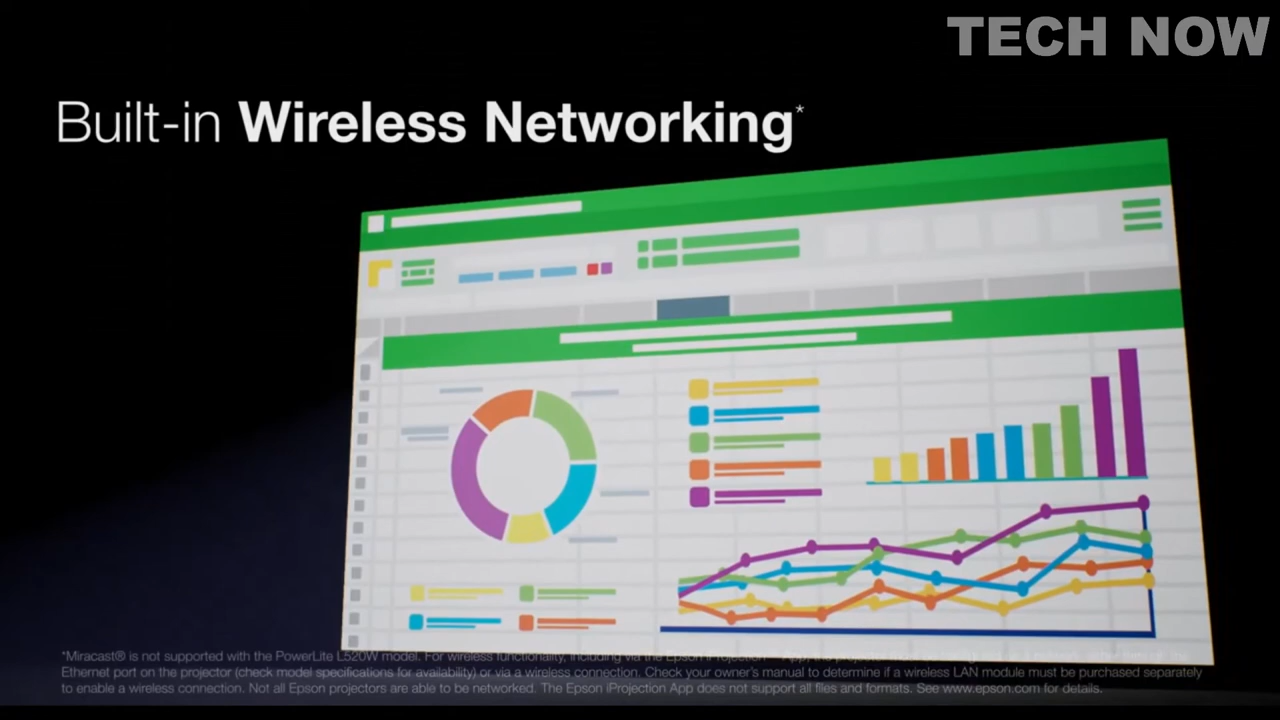 TECH NOW
Built-in Wireless Networking*
*Miracast® is not supported with the PowerLite L520W model. For wireless functionality, including via the Epson iProjection
Ethernet port on the projector (check model specifications for availability) or via a wireless connection. Check your owner's manual to determine if a wireless LAN module must be purchased separately
to enable a wireless connection. Not all Epson projectors are able to be networked. The Epson iProjection App does not support all files and formats. See www.epson.com for details.